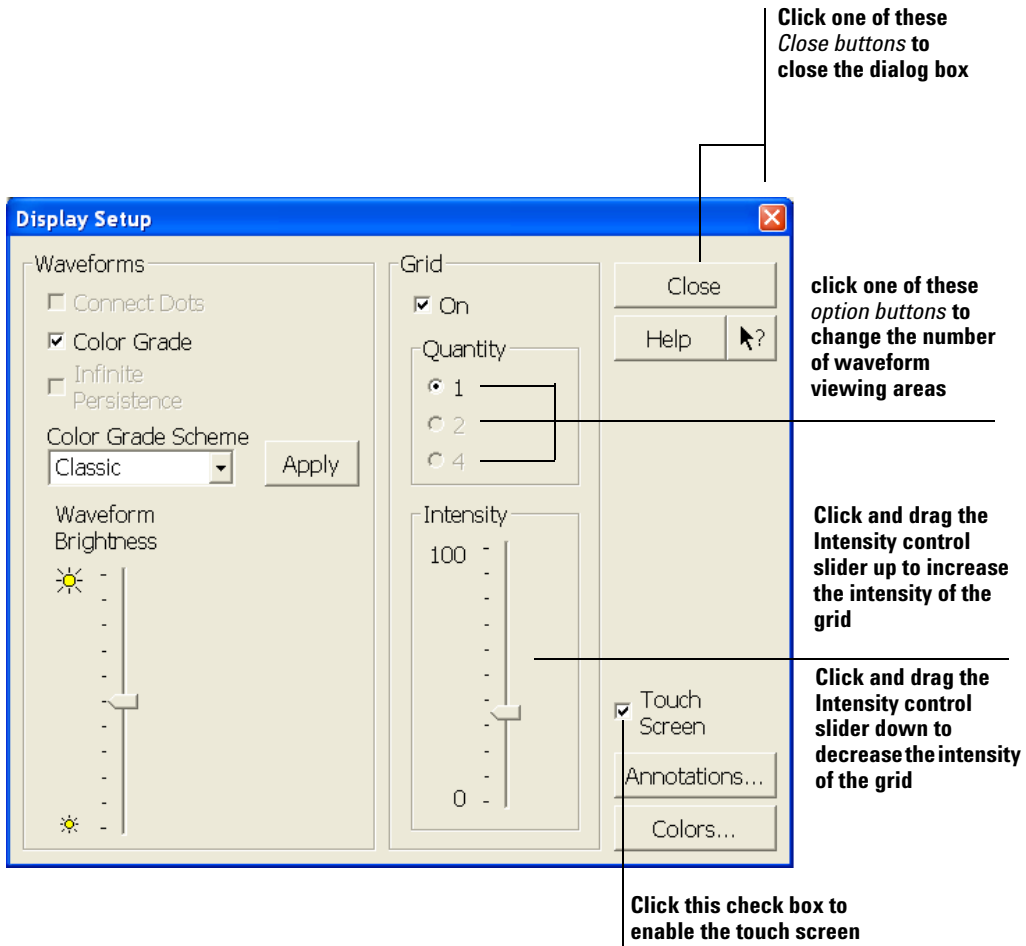 Click one of these
Close buttons to
close the dialog box
Display Setup
Waveforms
Connect Dots
Color Grade
Infinite
Persistence
Color Grade Scheme
Classic
Apply
Waveform
Brightness
Grid
On
Quantity
1
2
4
Intensity
100
0
Close
Help
?
Touch
Screen
Annotations...
Colors...
click one of these
option buttons to
change the number
of waveform
viewing areas
Click and drag the
Intensity control
slider up to increase
the intensity of the
grid
Click and drag the
Intensity control
slider down to
decrease the intensity
of the grid
Click this check box to
enable the touch screen